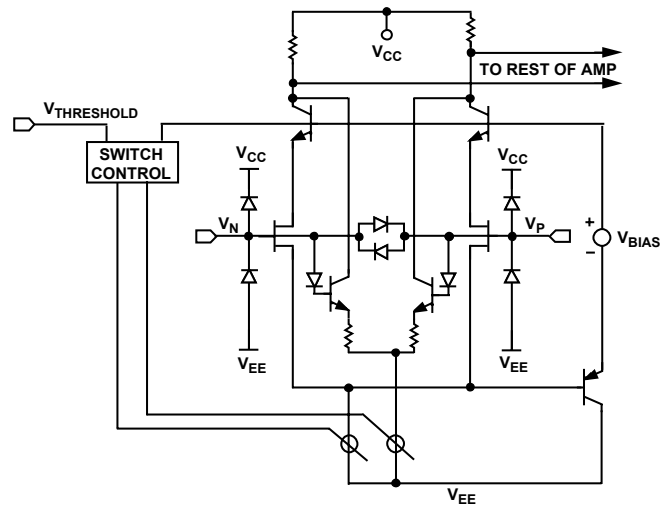 VCC
TO REST OF AMP
VTHRESHOLD
SWITCH
CONTROL
VCC
VCC
VN
VP
+
−
VBIAS
VEE
VEE
VEE